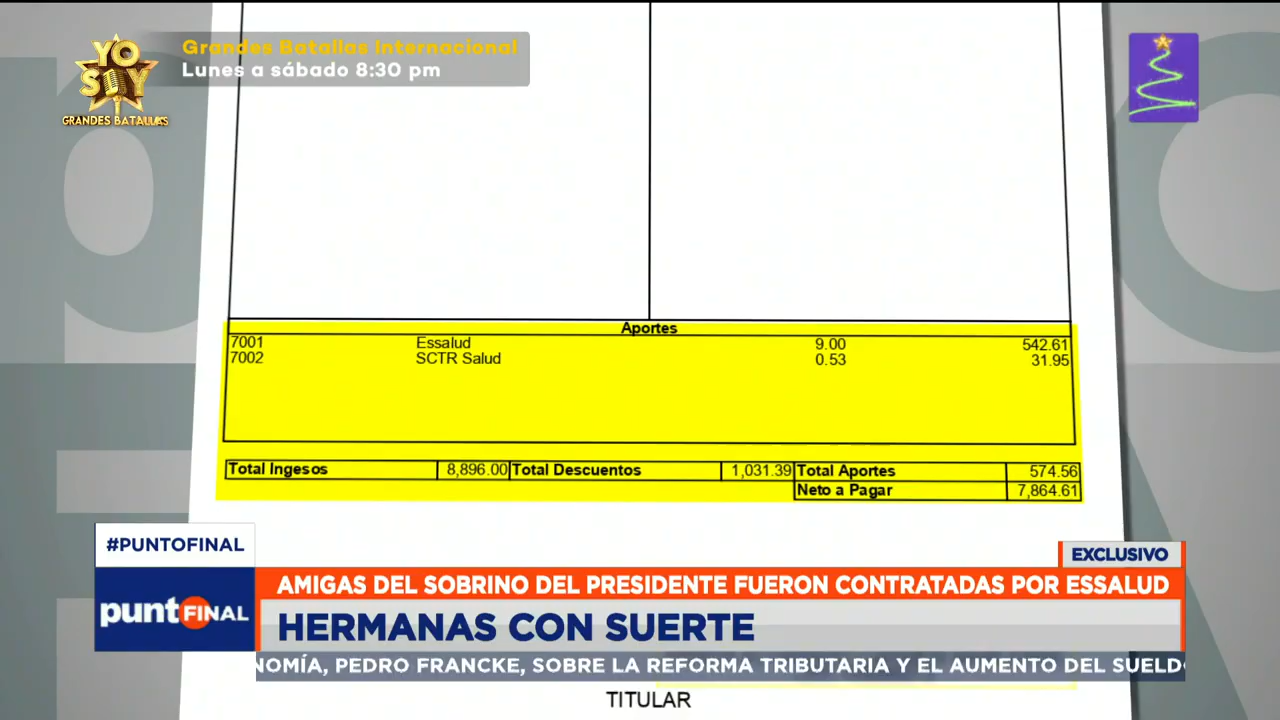 YO
SOY
GRANDES BATALLAS
Grandes Batallas Internacional
Lunes a sábado 8:30 pm
Aportes
7001 Essalud 9.00 542.61
7002 SCTR Salud 0.53 31.95
Total Ingesos 8,896.00 Total Descuentos 1,031.39 Total Aportes 574.56
Neto a Pagar 7,864.61
#PUNTOFINAL
EXCLUSIVO
AMIGAS DEL SOBRINO DEL PRESIDENTE FUERON CONTRATADAS POR ESSALUD
punto FINAL
HERMANAS CON SUERTE
NOMÍA, PEDRO FRANCKE, SOBRE LA REFORMA TRIBUTARIA Y EL AUMENTO DEL SUELD
TITULAR